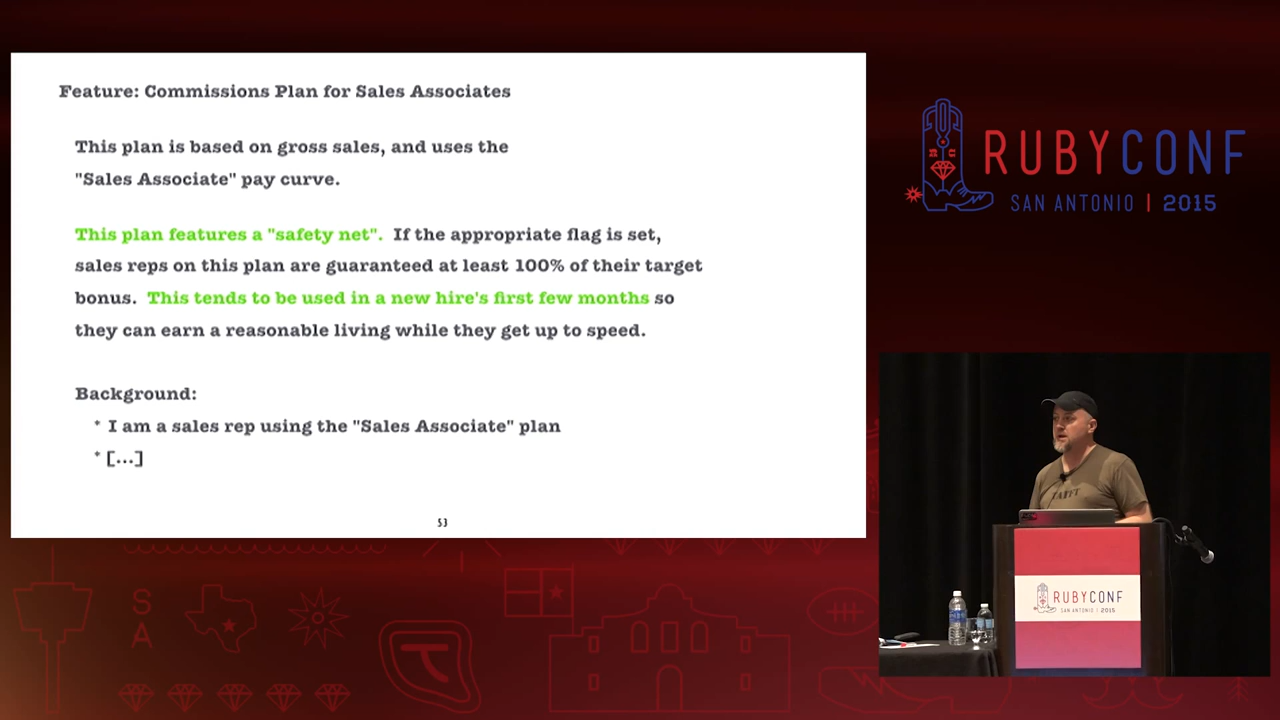 Feature: Commissions Plan for Sales Associates
This plan is based on gross sales, and uses the
"Sales Associate" pay curve.
This plan features a "safety net". If the appropriate flag is set,
sales reps on this plan are guaranteed at least 100% of their target
bonus. This tends to be used in a new hire's first few months so
they can earn a reasonable living while they get up to speed.
Background:
* I am a sales rep using the "Sales Associate" plan
* [...]
53
RUBYCONF
SAN ANTONIO | 2015
RUBYCONF
SAN ANTONIO | 2015
S
A